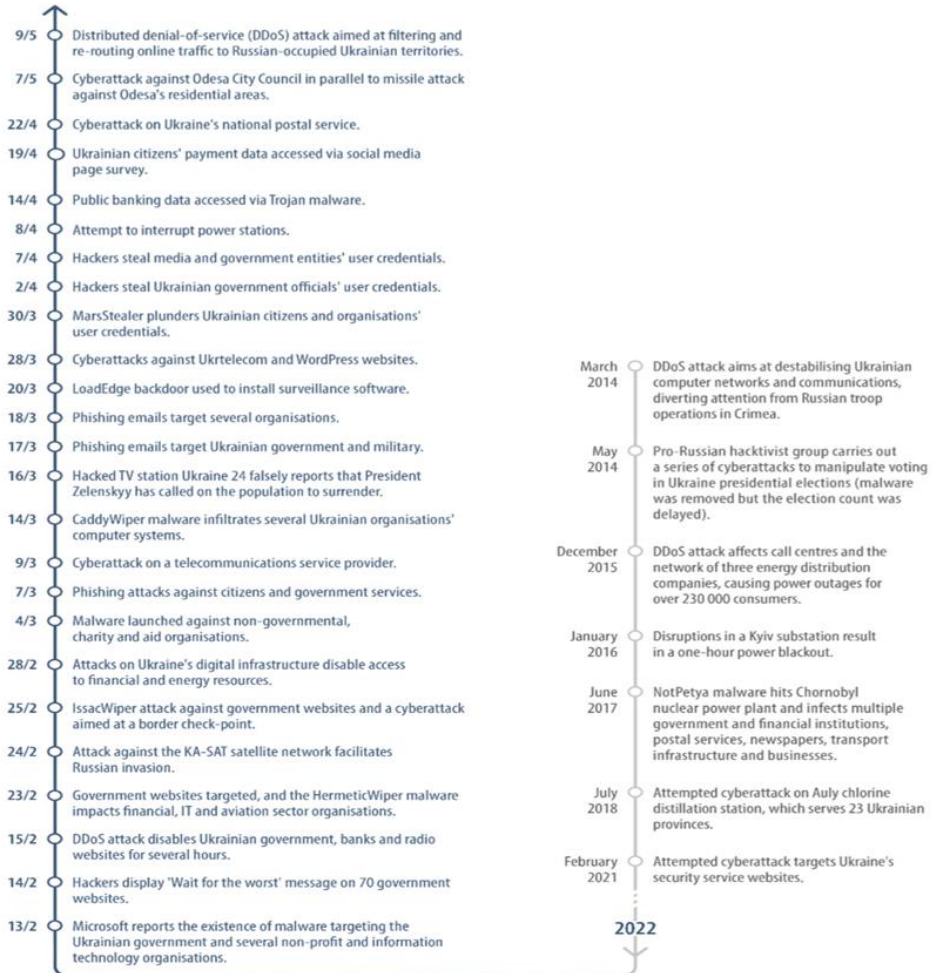 9/5 Distributed denial-of-service (DDoS) attack aimed at filtering and
re-routing online traffic to Russian-occupied Ukrainian territories.
7/5 Cyberattack against Odesa City Council in parallel to missile attack
against Odesa's residential areas.
22/4 Cyberattack on Ukraine's national postal service.
19/4 Ukrainian citizens' payment data accessed via social media
page survey.
14/4 Public banking data accessed via Trojan malware.
8/4 Attempt to interrupt power stations.
7/4 Hackers steal media and government entities' user credentials.
2/4 Hackers steal Ukrainian government officials' user credentials.
30/3 MarsStealer plunders Ukrainian citizens and organisations'
user credentials.
28/3 Cyberattacks against Ukrtelecom and WordPress websites.
20/3 LoadEdge backdoor used to install surveillance software.
18/3 Phishing emails target several organisations.
17/3 Phishing emails target Ukrainian government and military.
16/3 Hacked TV station Ukraine 24 falsely reports that President
Zelenskyy has called on the population to surrender.
14/3 CaddyWiper malware infiltrates several Ukrainian organisations'
computer systems.
9/3 Cyberattack on a telecommunications service provider.
7/3 Phishing attacks against citizens and government services.
4/3 Malware launched against non-governmental,
charity and aid organisations.
28/2 Attacks on Ukraine's digital infrastructure disable access
to financial and energy resources.
25/2 IssacWiper attack against government websites and a cyberattack
aimed at a border check-point.
24/2 Attack against the KA-SAT satellite network facilitates
Russian invasion.
23/2 Government websites targeted, and the HermeticWiper malware
impacts financial, IT and aviation sector organisations.
15/2 DDoS attack disables Ukrainian government, banks and radio
websites for several hours.
14/2 Hackers display 'Wait for the worst' message on 70 government
websites.
13/2 Microsoft reports the existence of malware targeting the
Ukrainian government and several non-profit and information
technology organisations.
March DDoS attack aims at destabilising Ukrainian
2014 computer networks and communications,
diverting attention from Russian troop
operations in Crimea.
May Pro-Russian hacktivist group carries out
2014 a series of cyberattacks to manipulate voting
in Ukraine presidential elections (malware
was removed but the election count was
delayed).
December DDoS attack affects call centres and the
2015 network of three energy distribution
companies, causing power outages for
over 230 000 consumers.
January Disruptions in a Kyiv substation result
2016 in a one-hour power blackout.
June NotPetya malware hits Chornobyl
2017 nuclear power plant and infects multiple
government and financial institutions,
postal services, newspapers, transport
infrastructure and businesses.
July Attempted cyberattack on Auly chlorine
2018 distillation station, which serves 23 Ukrainian
provinces.
February Attempted cyberattack targets Ukraine's
2021 security service websites.
2022